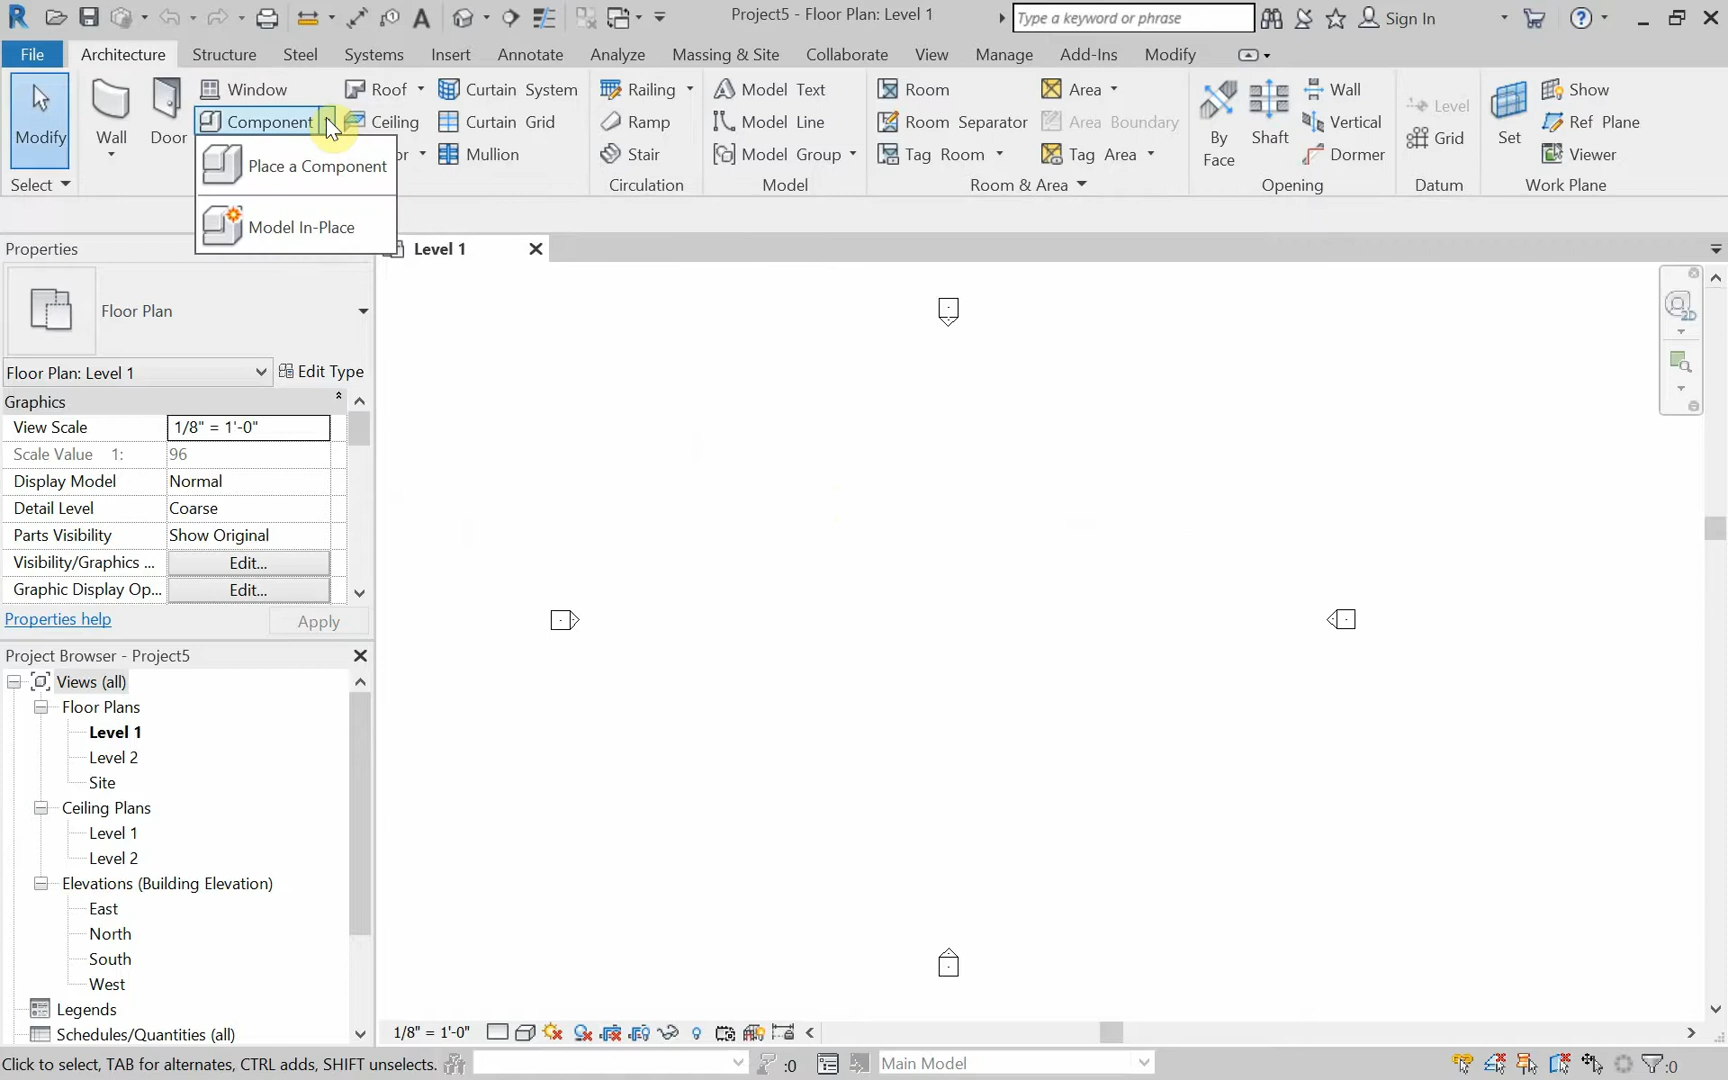 Project5 - Floor Plan: Level 1
Type a keyword or phrase
Sign In
File
Architecture
Structure
Steel
Systems
Insert
Annotate
Analyze
Massing & Site
Collaborate
View
Manage
Add-Ins
Modify
Modify
Select
Wall
Door
Window
Component
Place a Component
Model In-Place
Roof
Ceiling
Curtain System
Curtain Grid
Mullion
Railing
Ramp
Stair
Circulation
Model Text
Model Line
Model Group
Model
Room
Room Separator
Tag Room
Area
Area Boundary
Tag Area
Room & Area
By Face
Shaft
Wall
Vertical
Dormer
Opening
Level
Grid
Datum
Set
Show
Ref Plane
Viewer
Work Plane
Properties
Floor Plan
Floor Plan: Level 1
Edit Type
Graphics
View Scale 1/8" = 1'-0"
Scale Value 1: 96
Display Model Normal
Detail Level Coarse
Parts Visibility Show Original
Visibility/Graphics ... Edit...
Graphic Display Op... Edit...
Properties help
Apply
Level 1
Project Browser - Project5
Views (all)
Floor Plans
Level 1
Level 2
Site
Ceiling Plans
Level 1
Level 2
Elevations (Building Elevation)
East
North
South
West
Legends
Schedules/Quantities (all)
1/8" = 1'-0"
Click to select, TAB for alternates, CTRL adds, SHIFT unselects.
:0
Main Model
:0